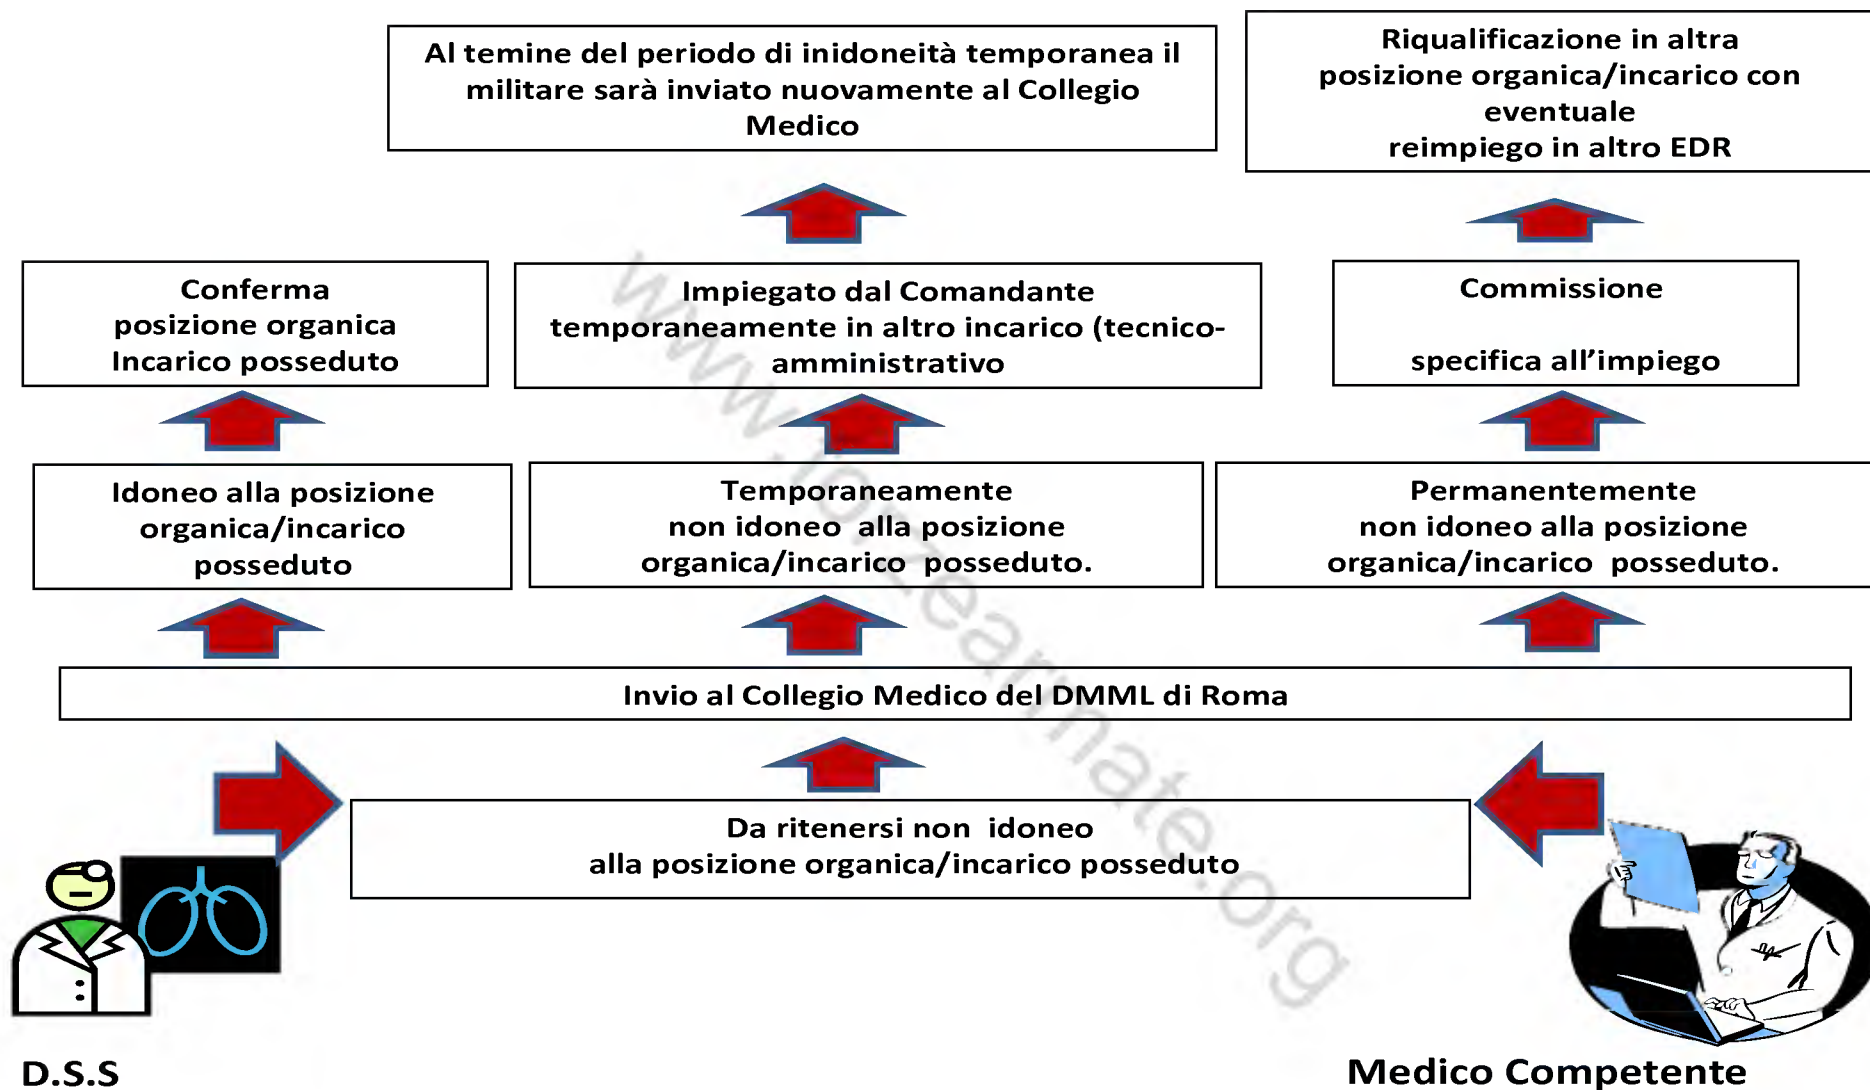 Al temine del periodo di inidoneità temporanea il
militare sarà inviato nuovamente al Collegio
Medico
Riqualificazione in altra
posizione organica/incarico con
eventuale
reimpiego in altro EDR
Conferma
posizione organica
Incarico posseduto
Impiegato dal Comandante
temporaneamente in altro incarico (tecnico-
amministrativo
Commissione
specifica all’impiego
Idoneo alla posizione
organica/incarico
posseduto
Temporaneamente
non idoneo alla posizione
organica/incarico posseduto.
Permanentemente
non idoneo alla posizione
organica/incarico posseduto.
Invio al Collegio Medico del DMML di Roma
Da ritenersi non idoneo
alla posizione organica/incarico posseduto
D.S.S
Medico Competente
www.forzearmate.org